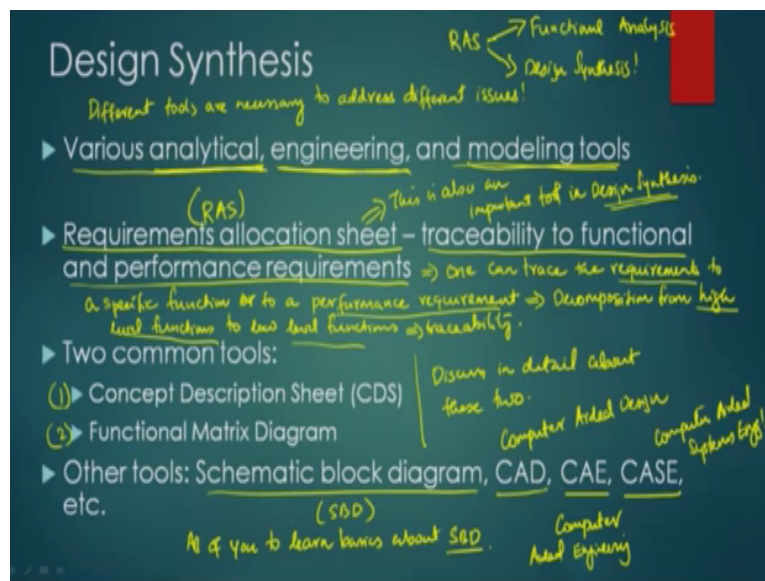 RAS → Functional Analysis
→ Design Synthesis!
Design Synthesis
Different tools are necessary to address different issues!
▶ Various analytical, engineering, and modeling tools
(RAS)
⇒ This is also an
important tool in Design Synthesis.
▶ Requirements allocation sheet – traceability to functional
and performance requirements ⇒ one can trace the requirements to
a specific function or to a performance requirement ⇒ Decomposition from high
level functions to low level functions ⇒ traceability.
▶ Two common tools:
(1) ▶ Concept Description Sheet (CDS)
(2) ▶ Functional Matrix Diagram
Discuss in detail about
these two.
Computer Aided Design
Computer Aided
Systems Engg!
▶ Other tools: Schematic block diagram, CAD, CAE, CASE,
etc.
(SBD)
All of you to learn basics about SBD.
Computer
Aided Engineering